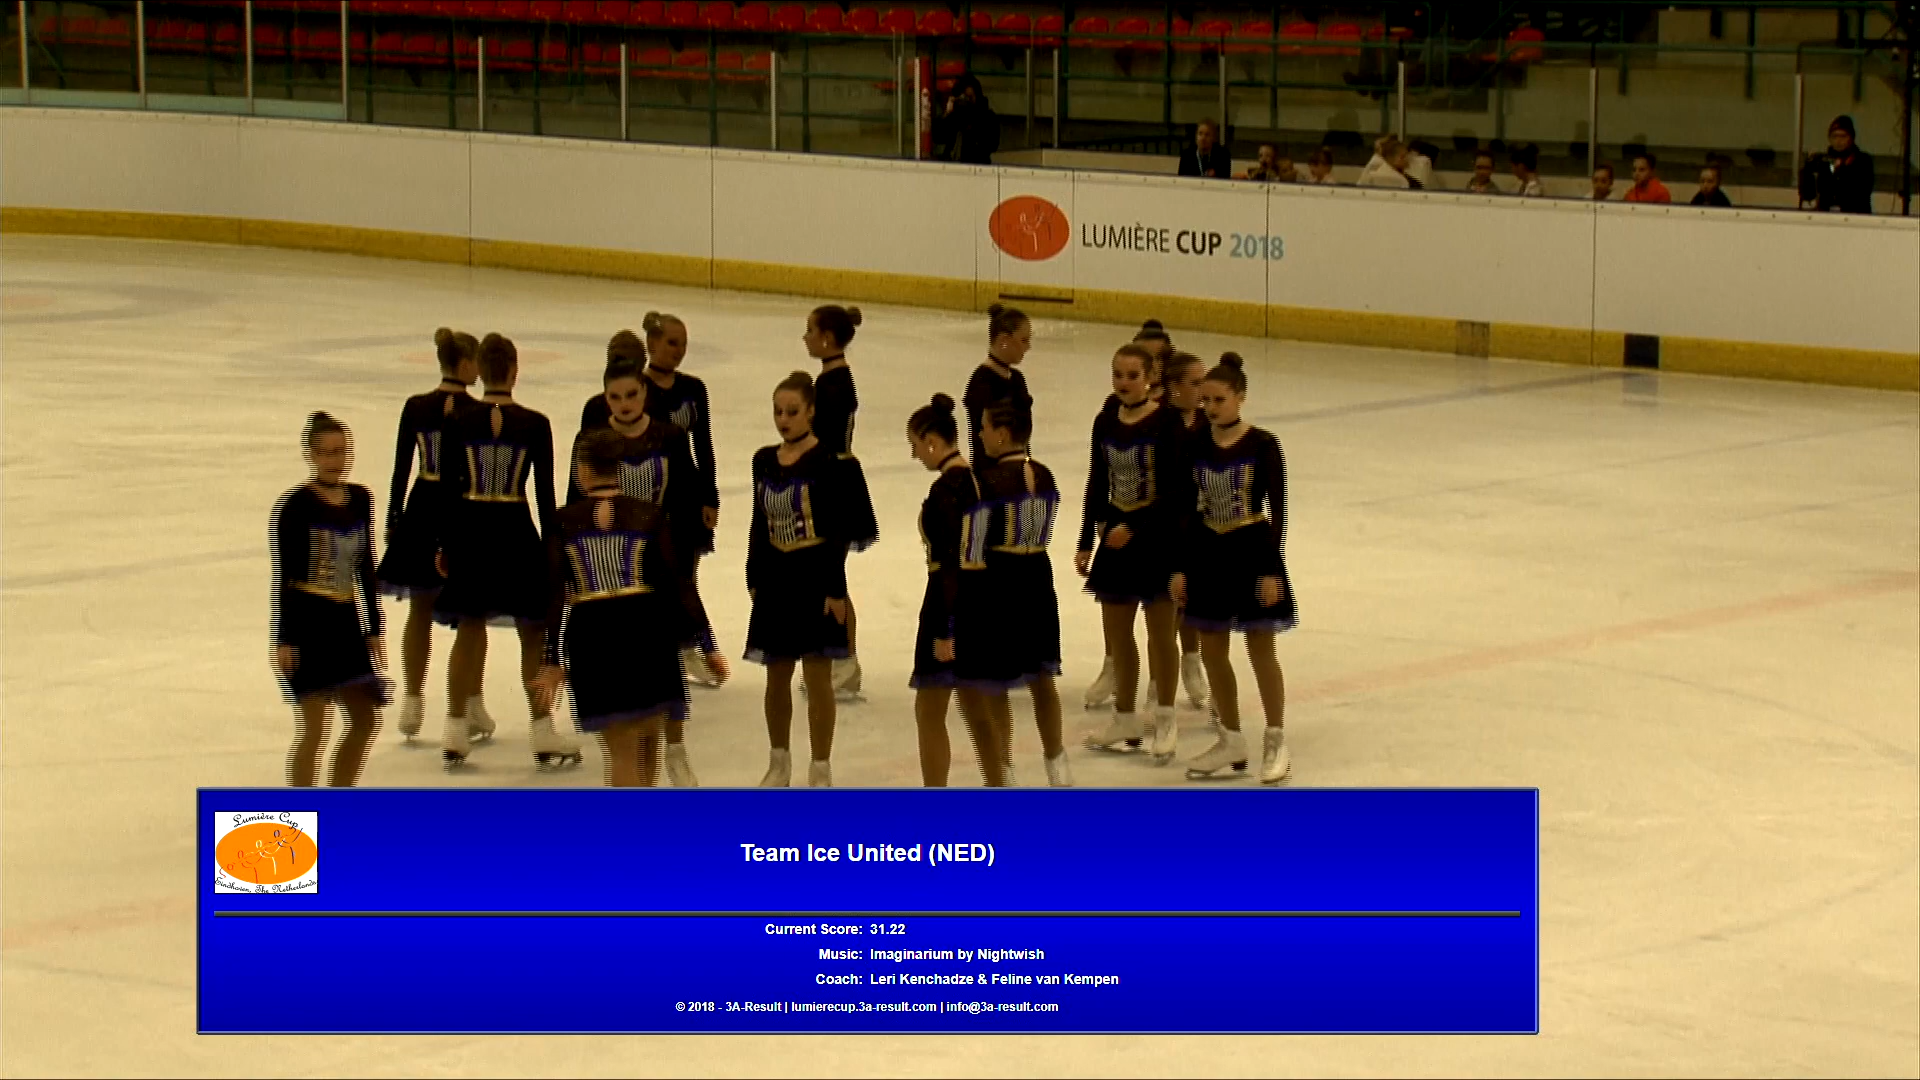 LUMIÈRE CUP 2018
Lumière Cup
Eindhoven, The Netherlands
Team Ice United (NED)
Current Score: 31.22
Music: Imaginarium by Nightwish
Coach: Leri Kenchadze & Feline van Kempen
© 2018 - 3A-Result | lumierecup.3a-result.com | info@3a-result.com